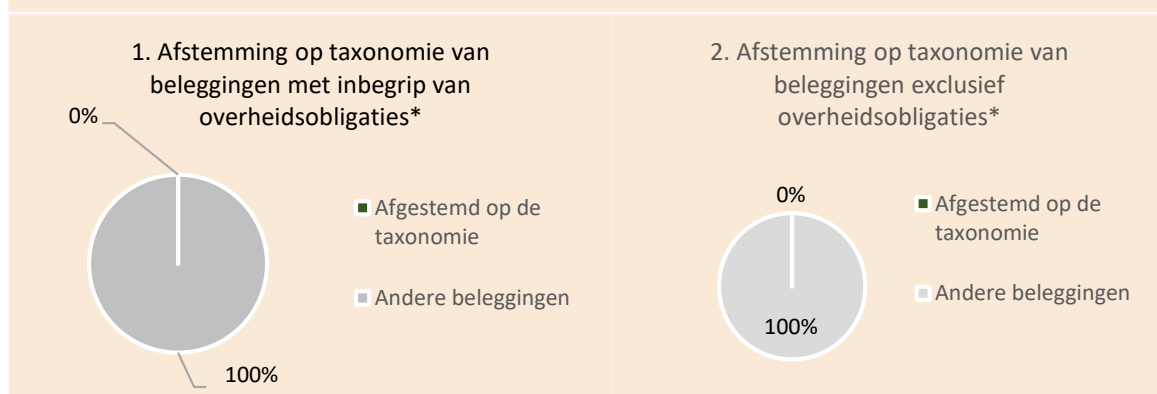 1. Afstemming op taxonomie van
beleggingen met inbegrip van
overheidsobligaties*
0%
100%
Afgestemd op de
taxonomie
Andere beleggingen
2. Afstemming op taxonomie van
beleggingen exclusief
overheidsobligaties*
0%
100%
Afgestemd op de
taxonomie
Andere beleggingen